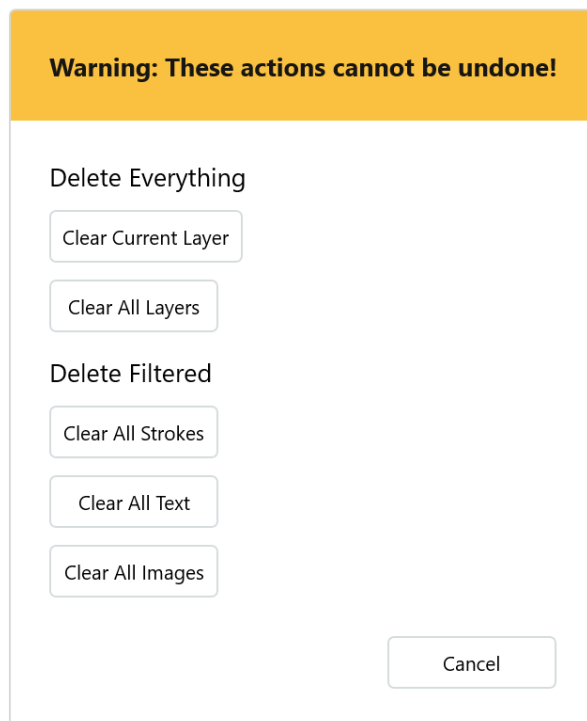 Warning: These actions cannot be undone!
Delete Everything
Clear Current Layer
Clear All Layers
Delete Filtered
Clear All Strokes
Clear All Text
Clear All Images
Cancel